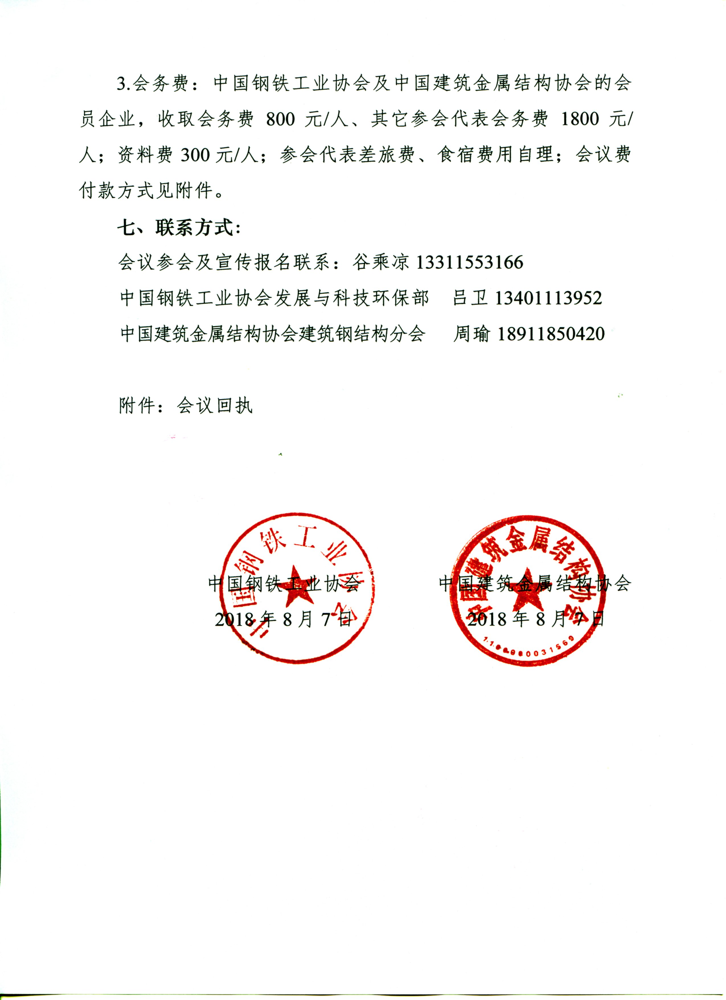 3.会务费：中国钢铁工业协会及中国建筑金属结构协会的会
员企业，收取会务费 800 元/人、其它参会代表会务费 1800 元/
人；资料费 300 元/人；参会代表差旅费、食宿费用自理；会议费
付款方式见附件。
七、联系方式：
会议参会及宣传报名联系：谷乘凉 13311553166
中国钢铁工业协会发展与科技环保部 吕卫 13401113952
中国建筑金属结构协会建筑钢结构分会 周瑜 18911850420
附件：会议回执
国钢铁工业协会
中国钢铁工业协会
2018 年 8 月 7 日
中国建筑金属结构协会
中国建筑金属结构协会
2018 年 8 月 7 日